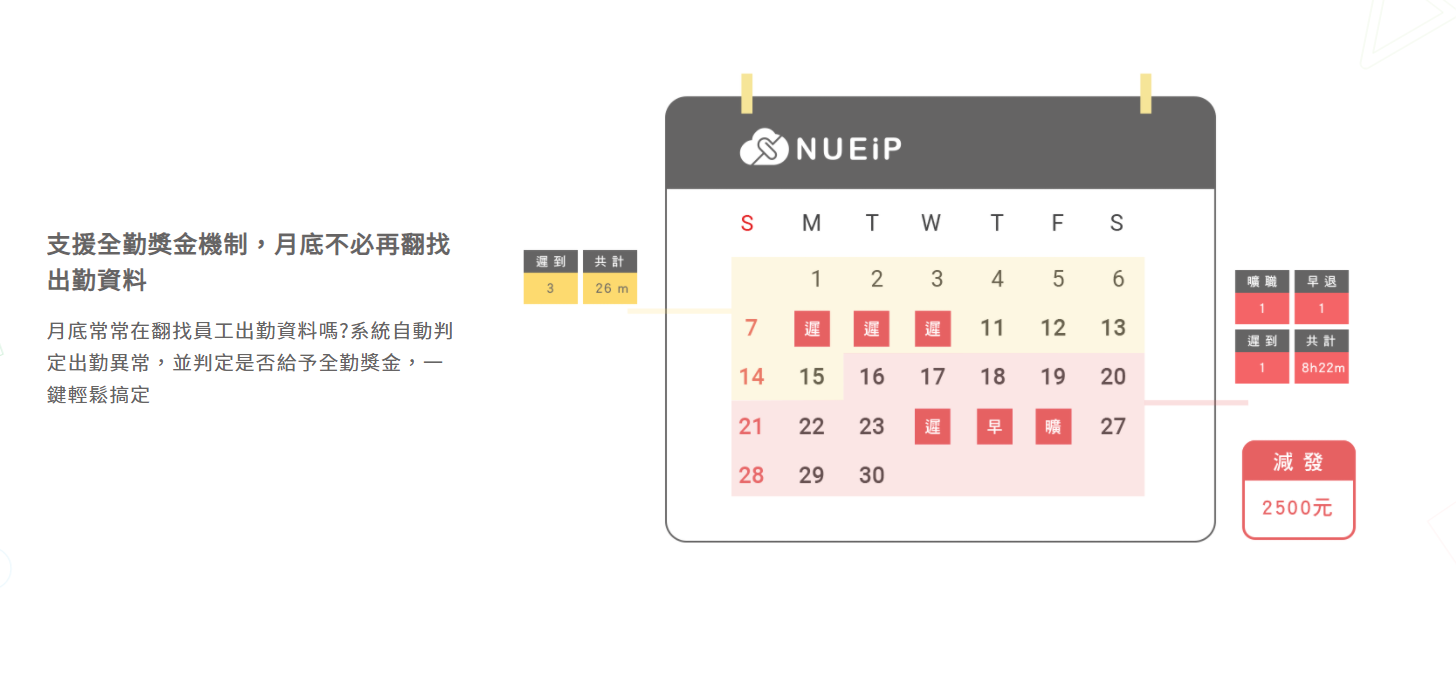 支援全勤獎金機制，月底不必再翻找
出勤資料
月底常常在翻找員工出勤資料嗎?系統自動判
定出勤異常，並判定是否給予全勤獎金，一
鍵輕鬆搞定
遲到 共計
3 26 m
NUEiP
S M T W T F S
1 2 3 4 5 6
7 遲 遲 遲 11 12 13
14 15 16 17 18 19 20
21 22 23 遲 早 曠 27
28 29 30
曠職 早退
1 1
遲到 共計
1 8h22m
減發
2500元